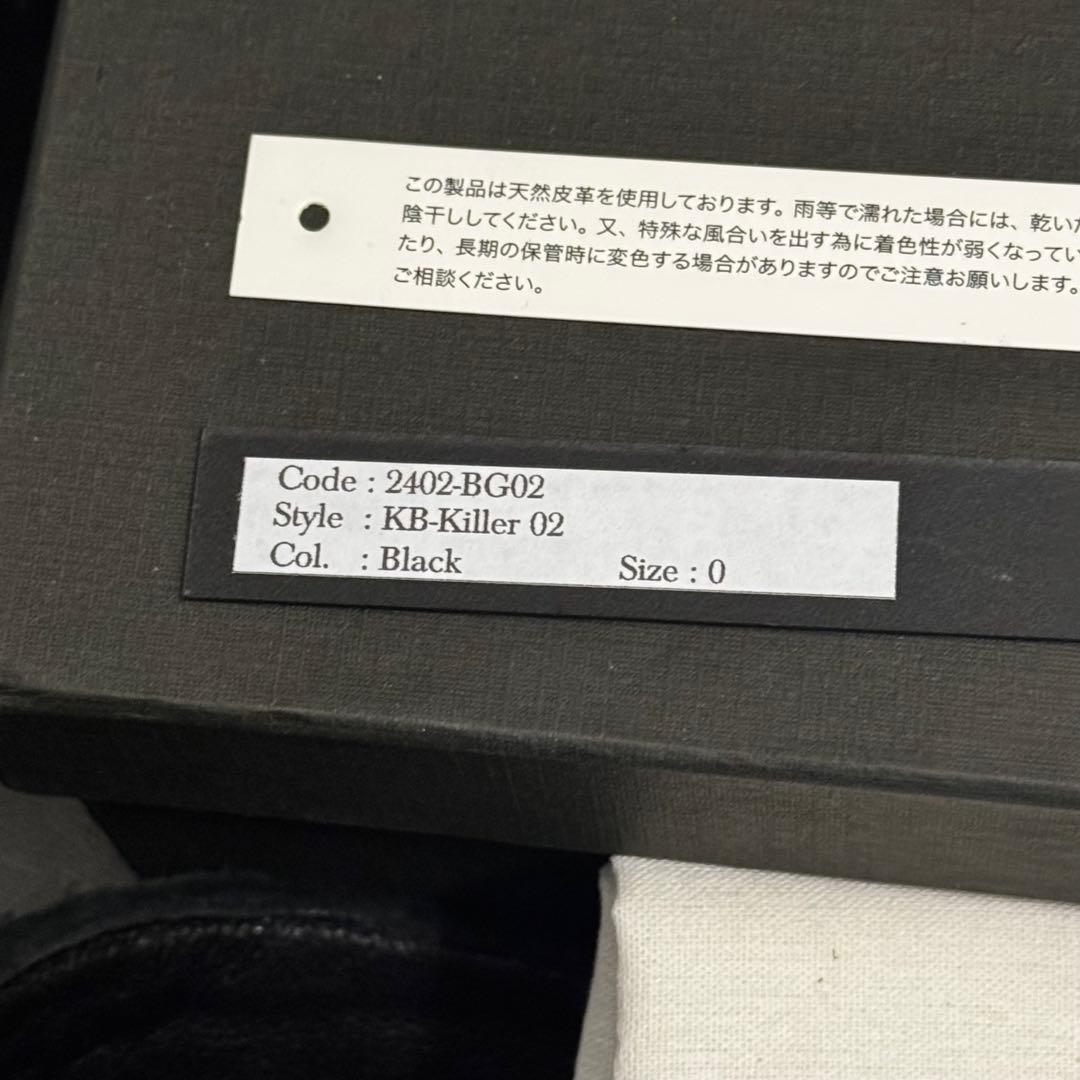 この製品は天然皮革を使用しております。雨等で濡れた場合には、乾いた
陰干ししてください。又、特殊な風合いを出す為に着色性が弱くなってい
たり、長期の保管時に変色する場合がありますのでご注意お願いします。
ご相談ください。
Code : 2402-BG02
Style : KB-Killer 02
Col. : Black Size : 0